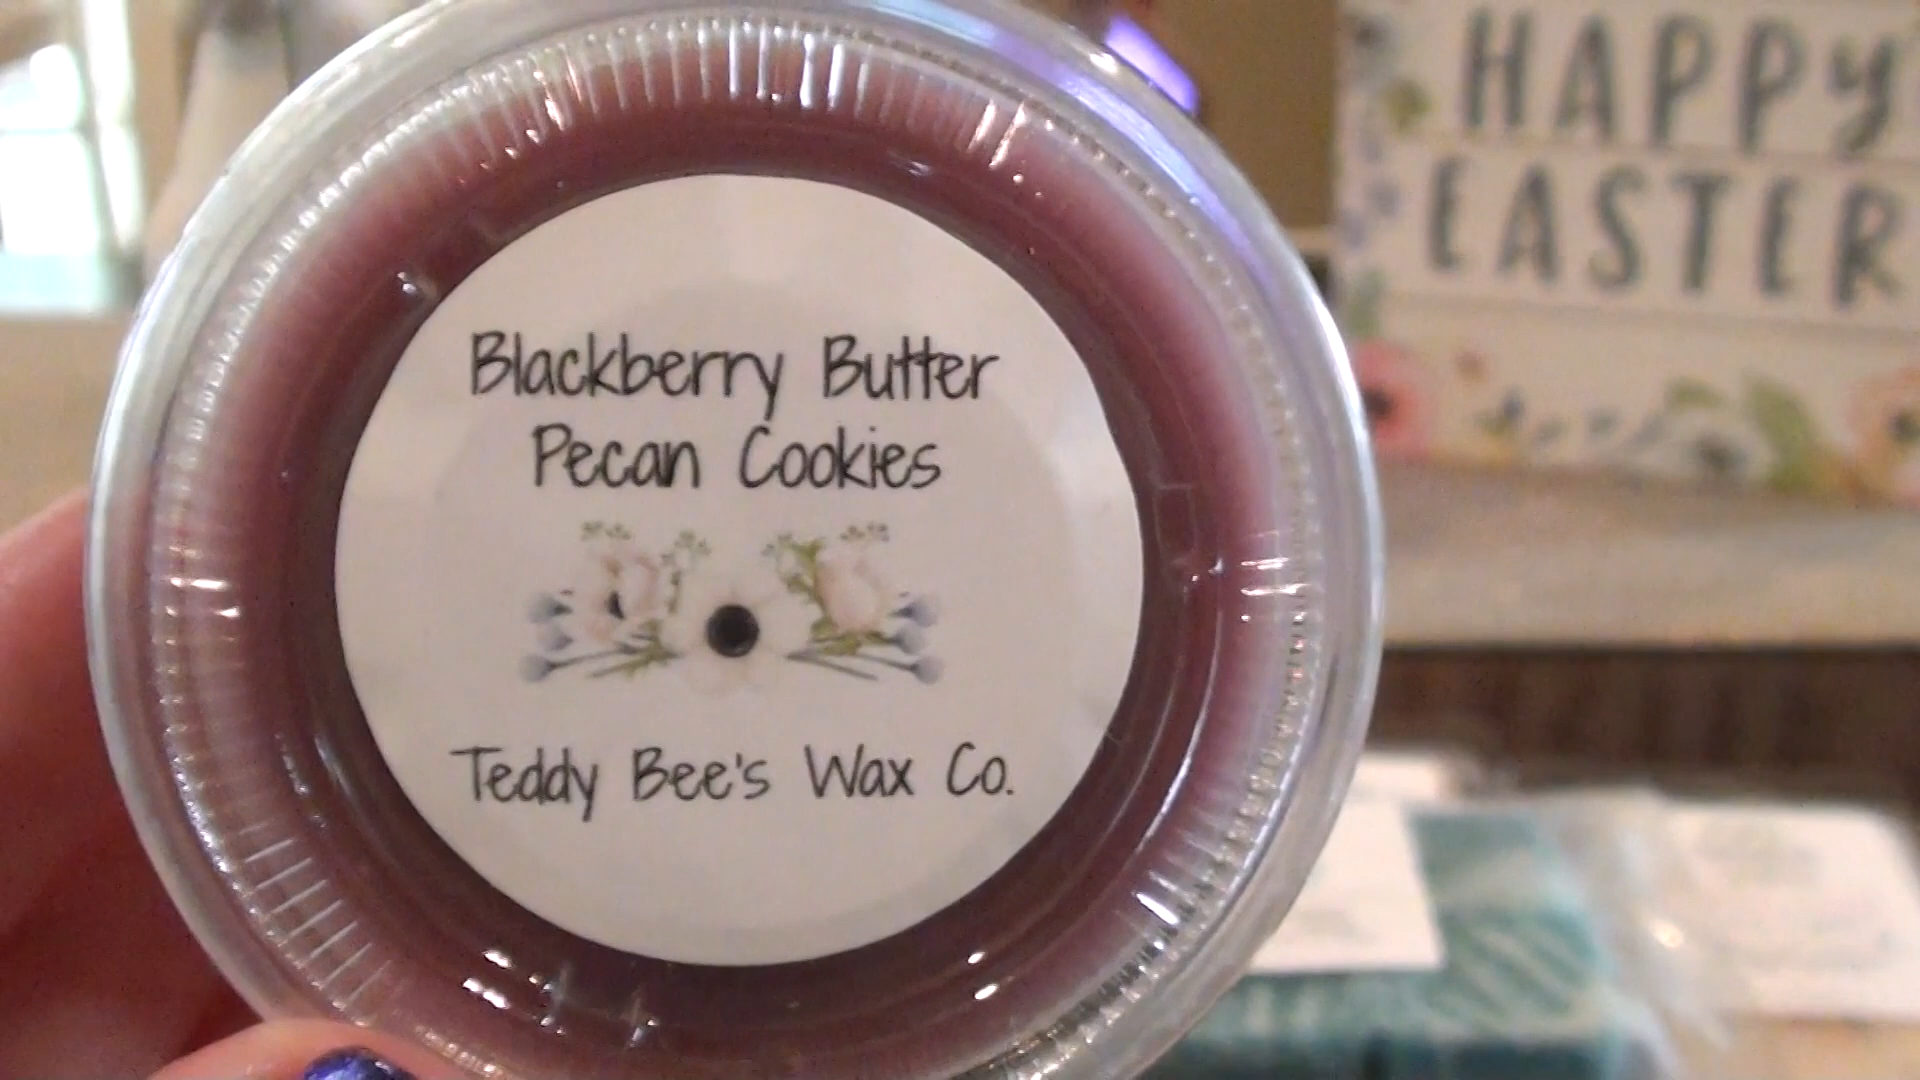 Blackberry Butter
Pecan Cookies
Teddy Bee's Wax Co.
HAPPY
EASTER